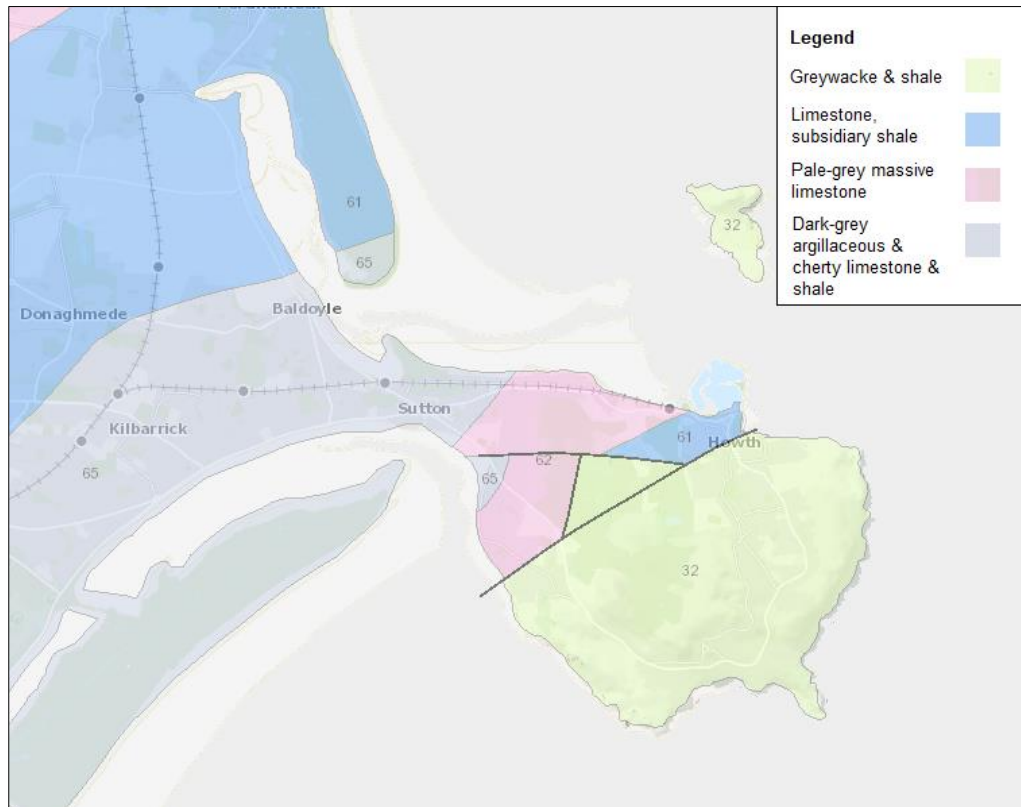 Legend
Greywacke & shale
Limestone,
subsidiary shale
Pale-grey massive
limestone
Dark-grey
argillaceous &
cherty limestone &
shale
61
32
65
Donaghmede
Baldoyle
Sutton
Kilbarrick
61
Howth
62
65
65
32